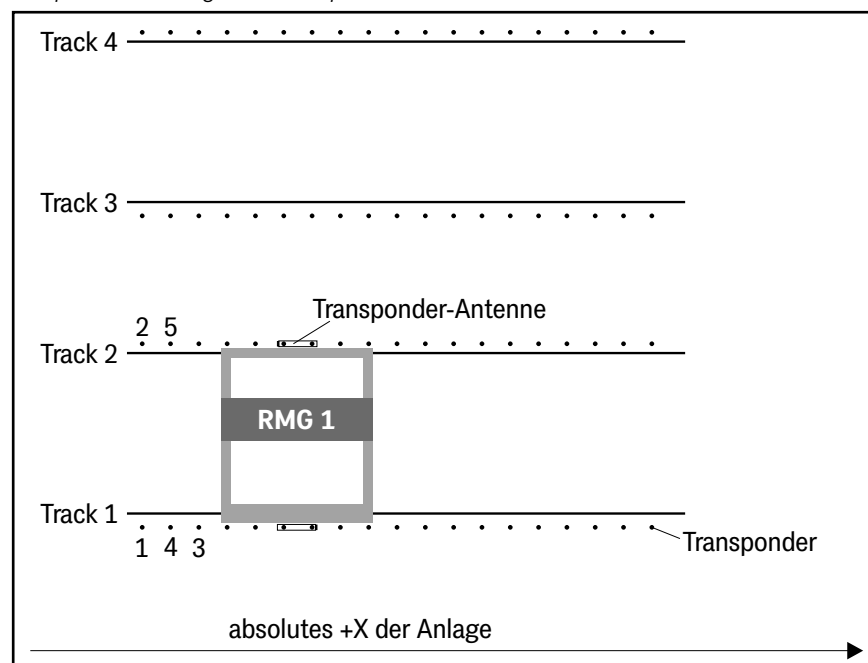 Track 4
Track 3
Transponder-Antenne
2 5
Track 2
RMG 1
Track 1
1 4 3
Transponder
absolutes +X der Anlage